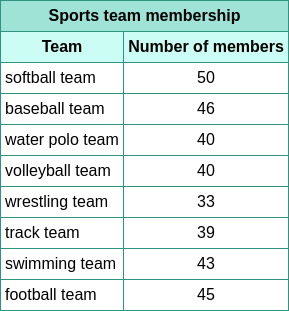 Sports team membership
Team Number of members
softball team 50
baseball team 46
water polo team 40
volleyball team 40
wrestling team 33
track team 39
swimming team 43
football team 45